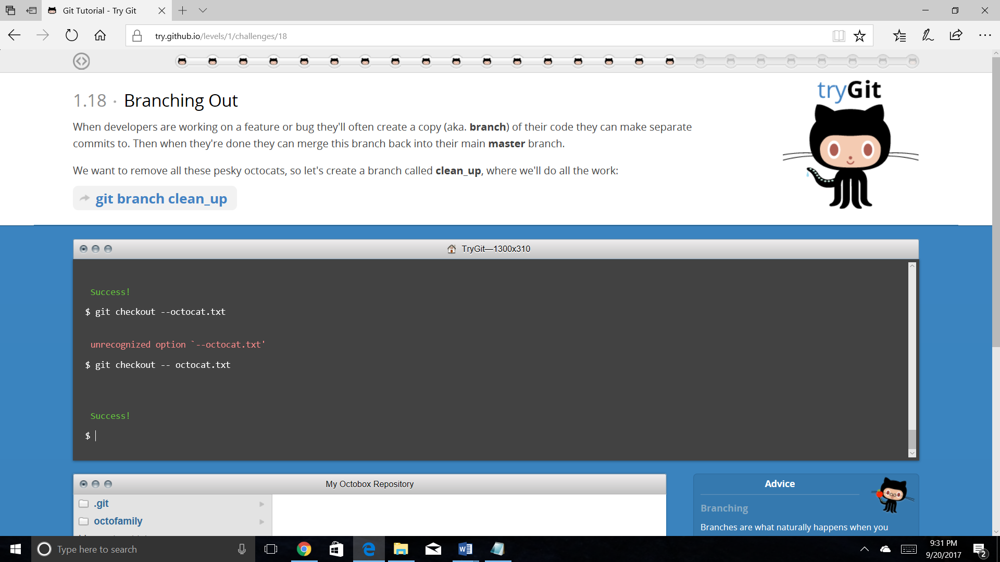 Git Tutorial - Try Git
try.github.io/levels/1/challenges/18
1.18 · Branching Out
tryGit
When developers are working on a feature or bug they'll often create a copy (aka. branch) of their code they can make separate
commits to. Then when they're done they can merge this branch back into their main master branch.
We want to remove all these pesky octocats, so let's create a branch called clean_up, where we'll do all the work:
git branch clean_up
TryGit—1300x310
Success!
$ git checkout --octocat.txt
unrecognized option `--octocat.txt'
$ git checkout -- octocat.txt
Success!
$
My Octobox Repository
.git
octofamily
Advice
Branching
Branches are what naturally happens when you
Type here to search
9:31 PM
9/20/2017
2